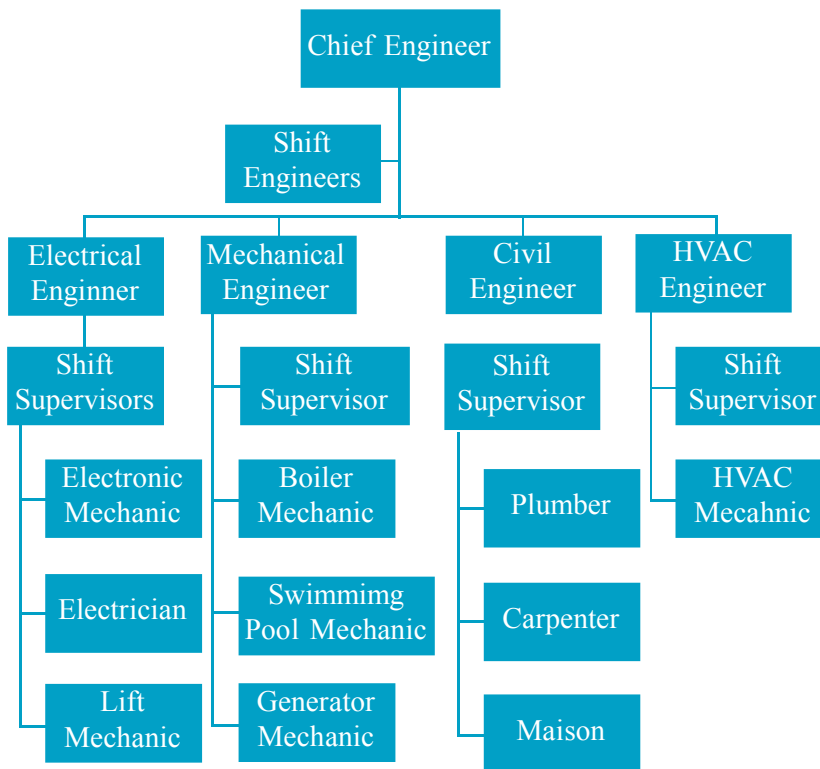 Chief Engineer
Shift
Engineers
Electrical
Enginner
Mechanical
Engineer
Civil
Engineer
HVAC
Engineer
Shift
Supervisors
Shift
Supervisor
Shift
Supervisor
Shift
Supervisor
Electronic
Mechanic
Boiler
Mechanic
Plumber
HVAC
Mecahnic
Electrician
Swimmimg
Pool Mechanic
Carpenter
Lift
Mechanic
Generator
Mechanic
Maison